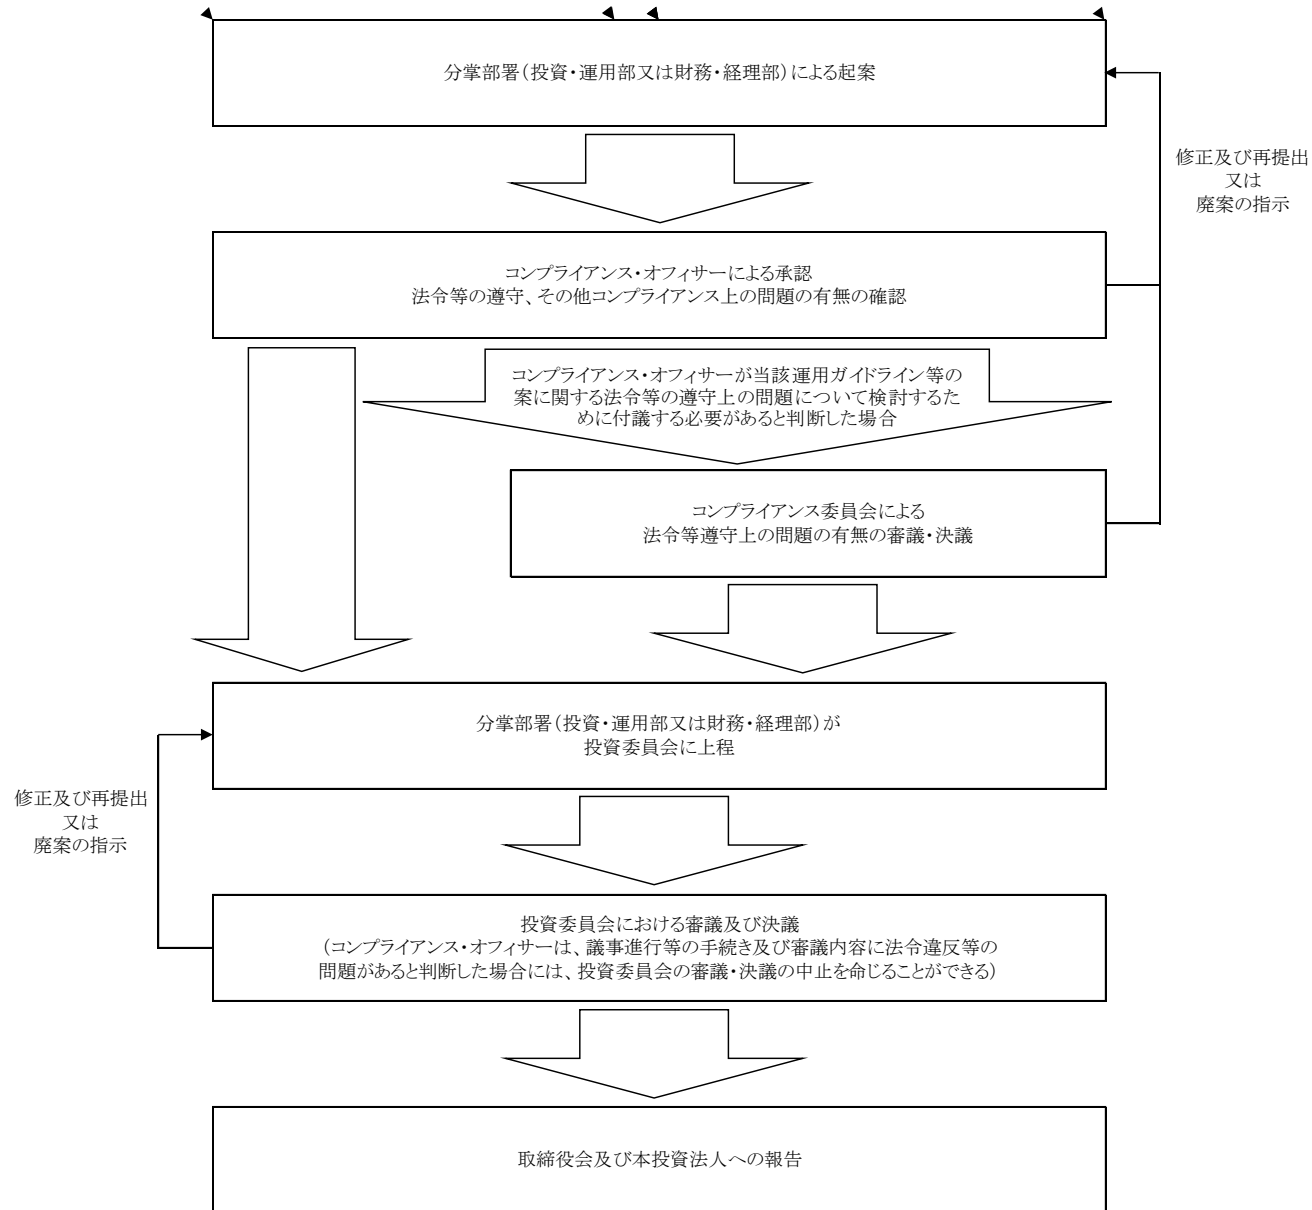 分掌部署（投資・運用部又は財務・経理部）による起案
修正及び再提出
又は
廃案の指示
コンプライアンス・オフィサーによる承認
法令等の遵守、その他コンプライアンス上の問題の有無の確認
コンプライアンス・オフィサーが当該運用ガイドライン等の
案に関する法令等の遵守上の問題について検討するた
めに付議する必要があると判断した場合
コンプライアンス委員会による
法令等遵守上の問題の有無の審議・決議
分掌部署（投資・運用部又は財務・経理部）が
投資委員会に上程
修正及び再提出
又は
廃案の指示
投資委員会における審議及び決議
（コンプライアンス・オフィサーは、議事進行等の手続き及び審議内容に法令違反等の
問題があると判断した場合には、投資委員会の審議・決議の中止を命じることができる）
取締役会及び本投資法人への報告